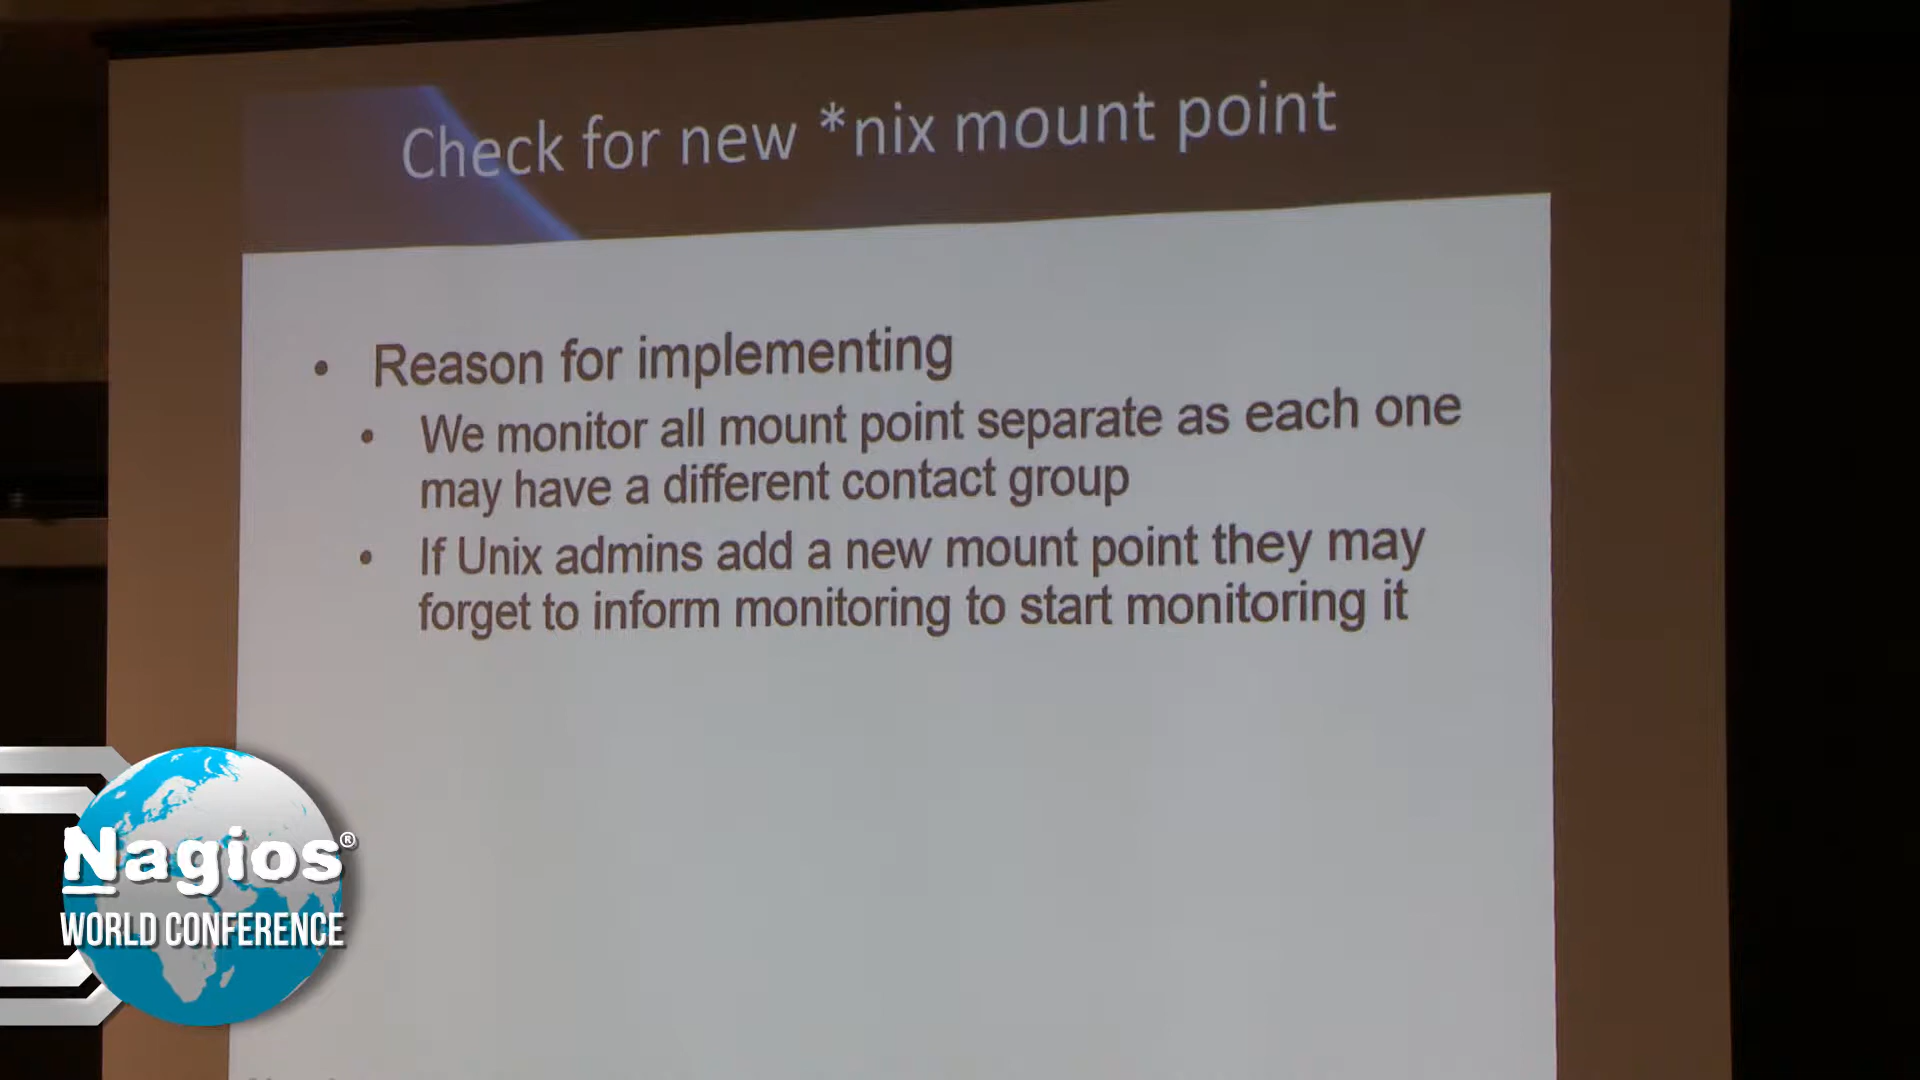 Check for new *nix mount point
• Reason for implementing
• We monitor all mount point separate as each one
may have a different contact group
• If Unix admins add a new mount point they may
forget to inform monitoring to start monitoring it
Nagios®
WORLD CONFERENCE